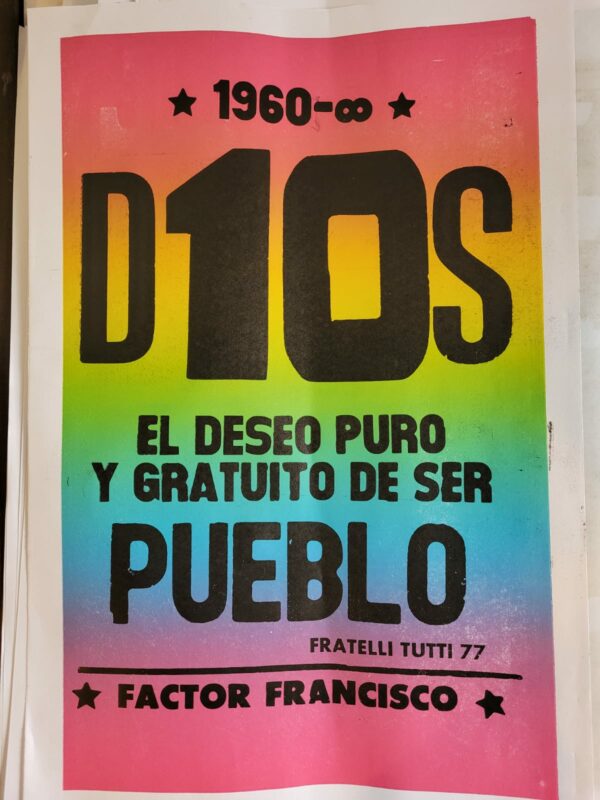 ★ 1960-∞ ★
D10S
EL DESEO PURO
Y GRATUITO DE SER
PUEBLO
FRATELLI TUTTI 77
★ FACTOR FRANCISCO ★